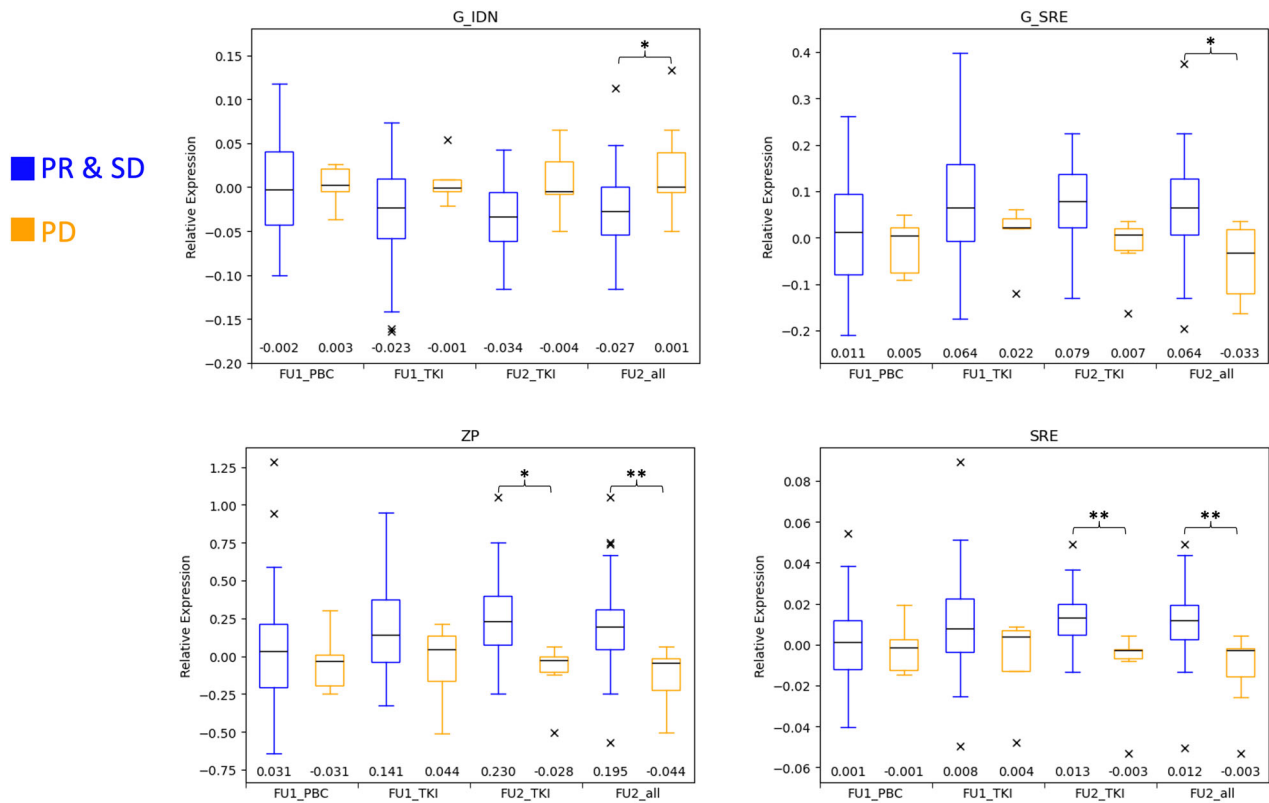 PR & SD
PD
G_IDN
Relative Expression
0.15
0.10
0.05
0.00
−0.05
−0.10
−0.15
−0.20
*
-0.002 0.003 -0.023 -0.001 -0.034 -0.004 -0.027 0.001
FU1_PBC FU1_TKI FU2_TKI FU2_all
G_SRE
Relative Expression
0.4
0.3
0.2
0.1
0.0
−0.1
−0.2
*
0.011 0.005 0.064 0.022 0.079 0.007 0.064 -0.033
FU1_PBC FU1_TKI FU2_TKI FU2_all
ZP
Relative Expression
1.25
1.00
0.75
0.50
0.25
0.00
−0.25
−0.50
−0.75
* **
0.031 -0.031 0.141 0.044 0.230 -0.028 0.195 -0.044
FU1_PBC FU1_TKI FU2_TKI FU2_all
SRE
Relative Expression
0.08
0.06
0.04
0.02
0.00
−0.02
−0.04
−0.06
** **
0.001 -0.001 0.008 0.004 0.013 -0.003 0.012 -0.003
FU1_PBC FU1_TKI FU2_TKI FU2_all